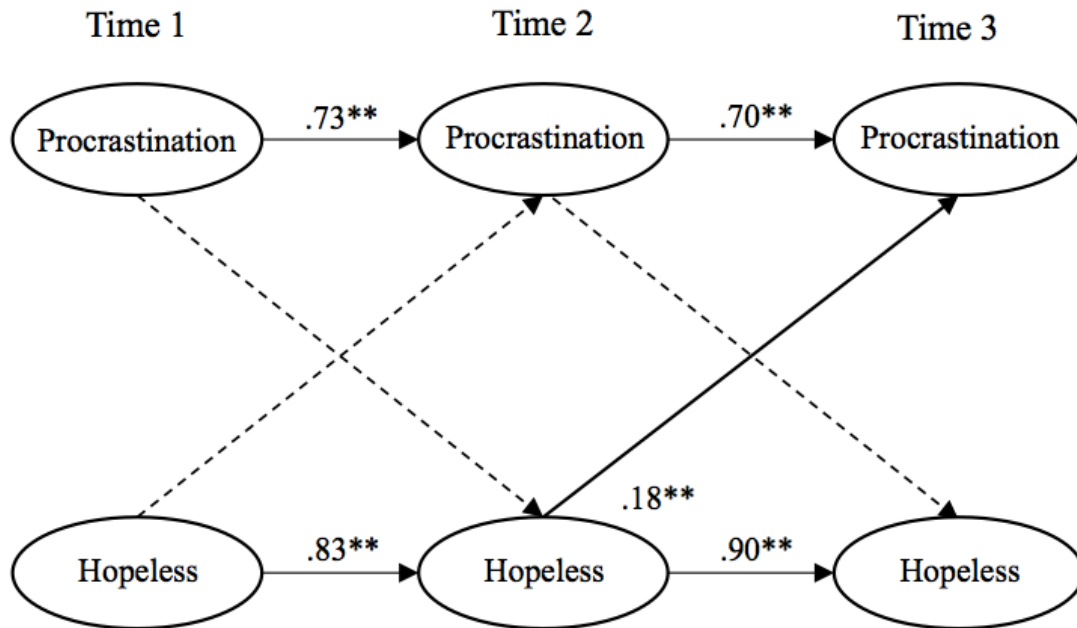 Time 1
Time 2
Time 3
Procrastination
.73**
Procrastination
.70**
Procrastination
.18**
Hopeless
.83**
Hopeless
.90**
Hopeless